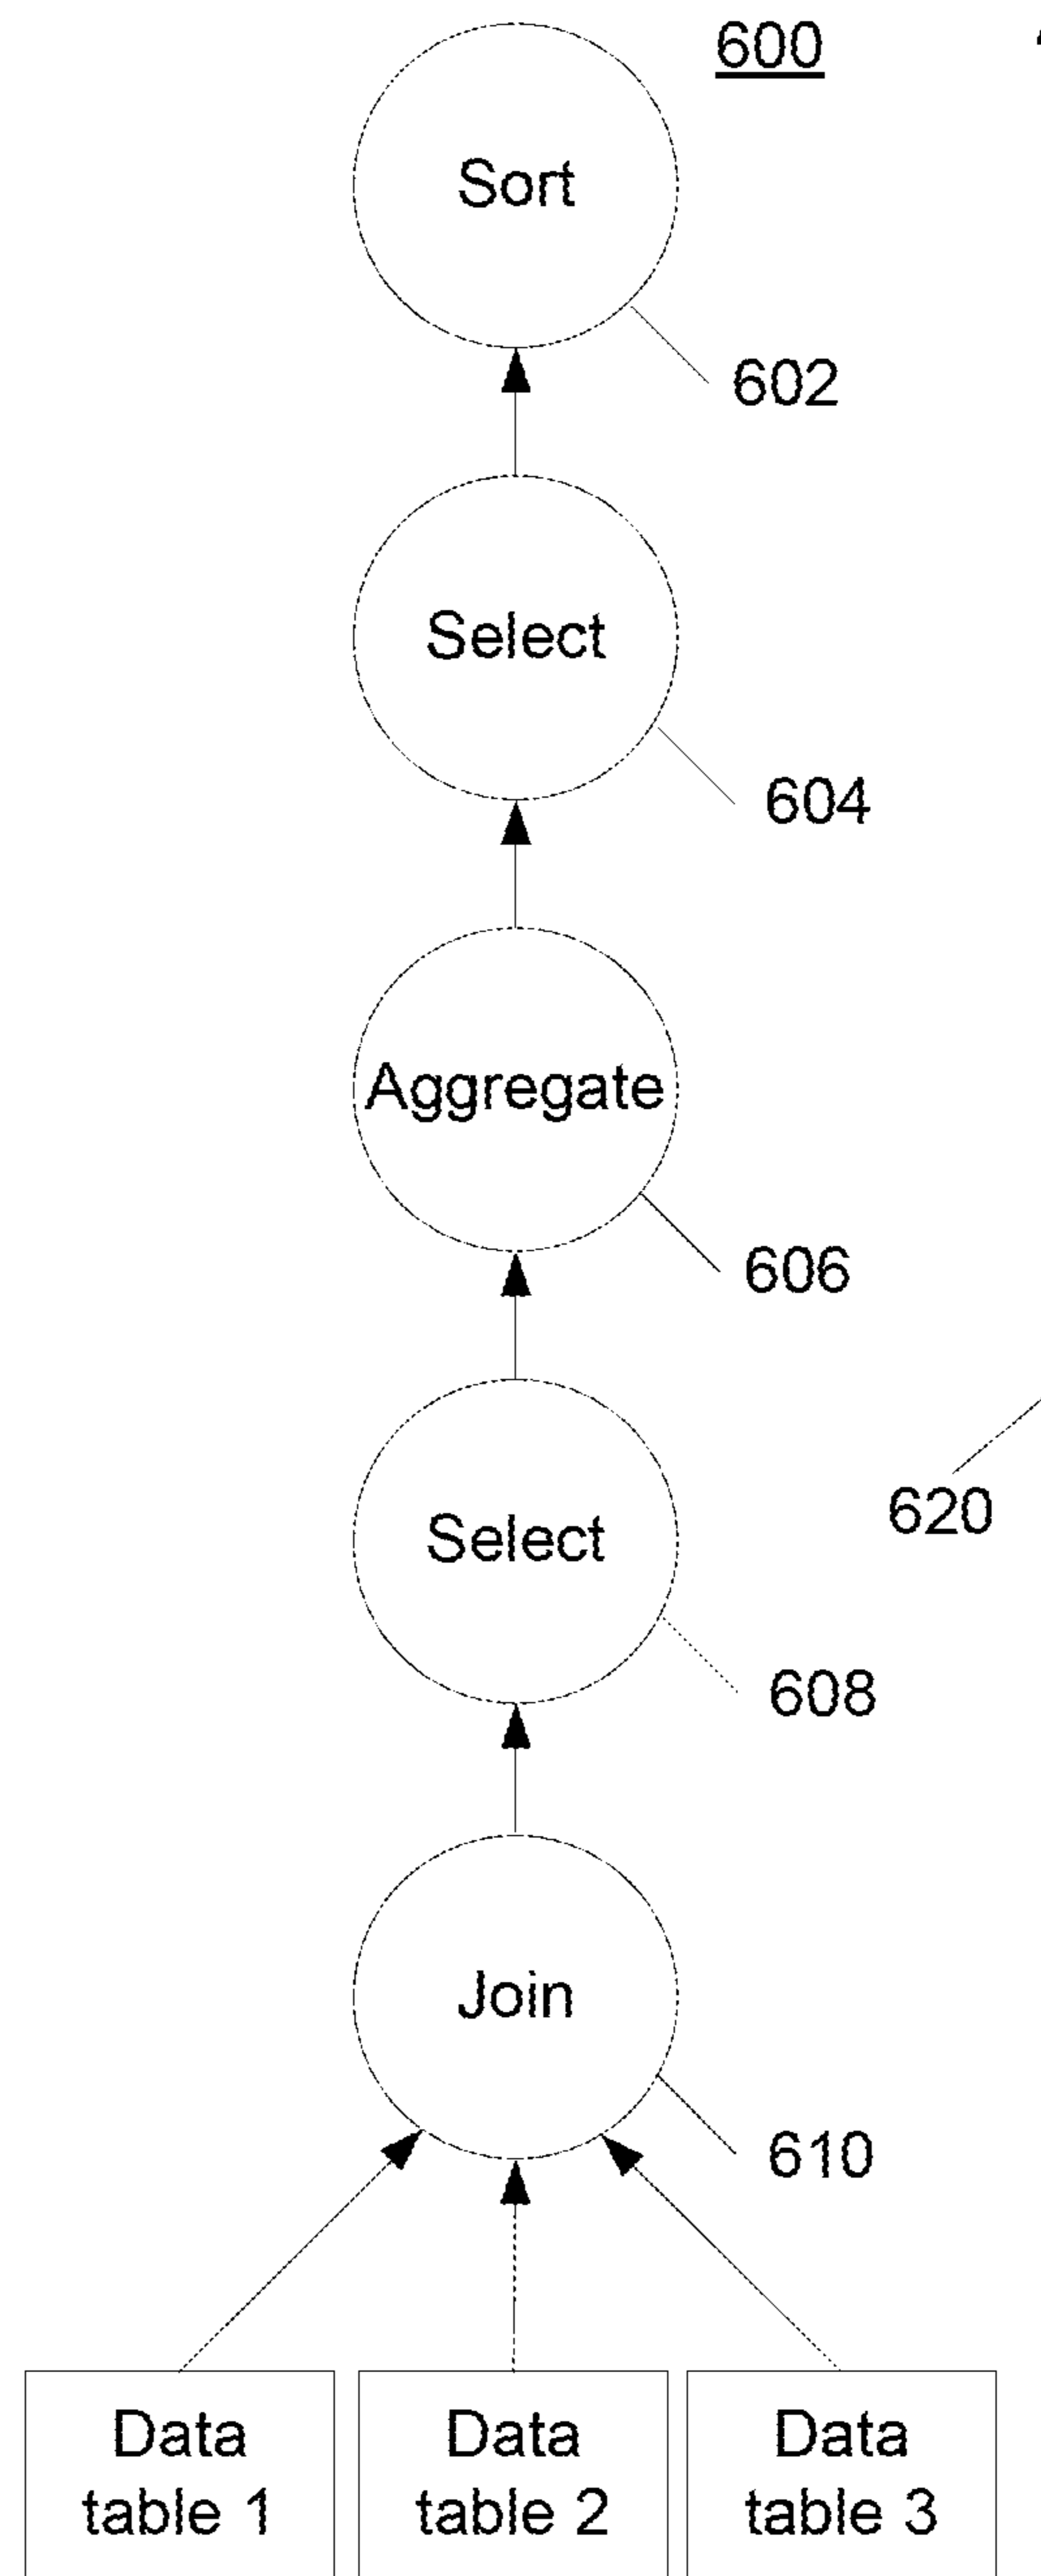 600
Sort
602
Select
604
Aggregate
606
Select
620
608
Join
610
Data
table 1
Data
table 2
Data
table 3